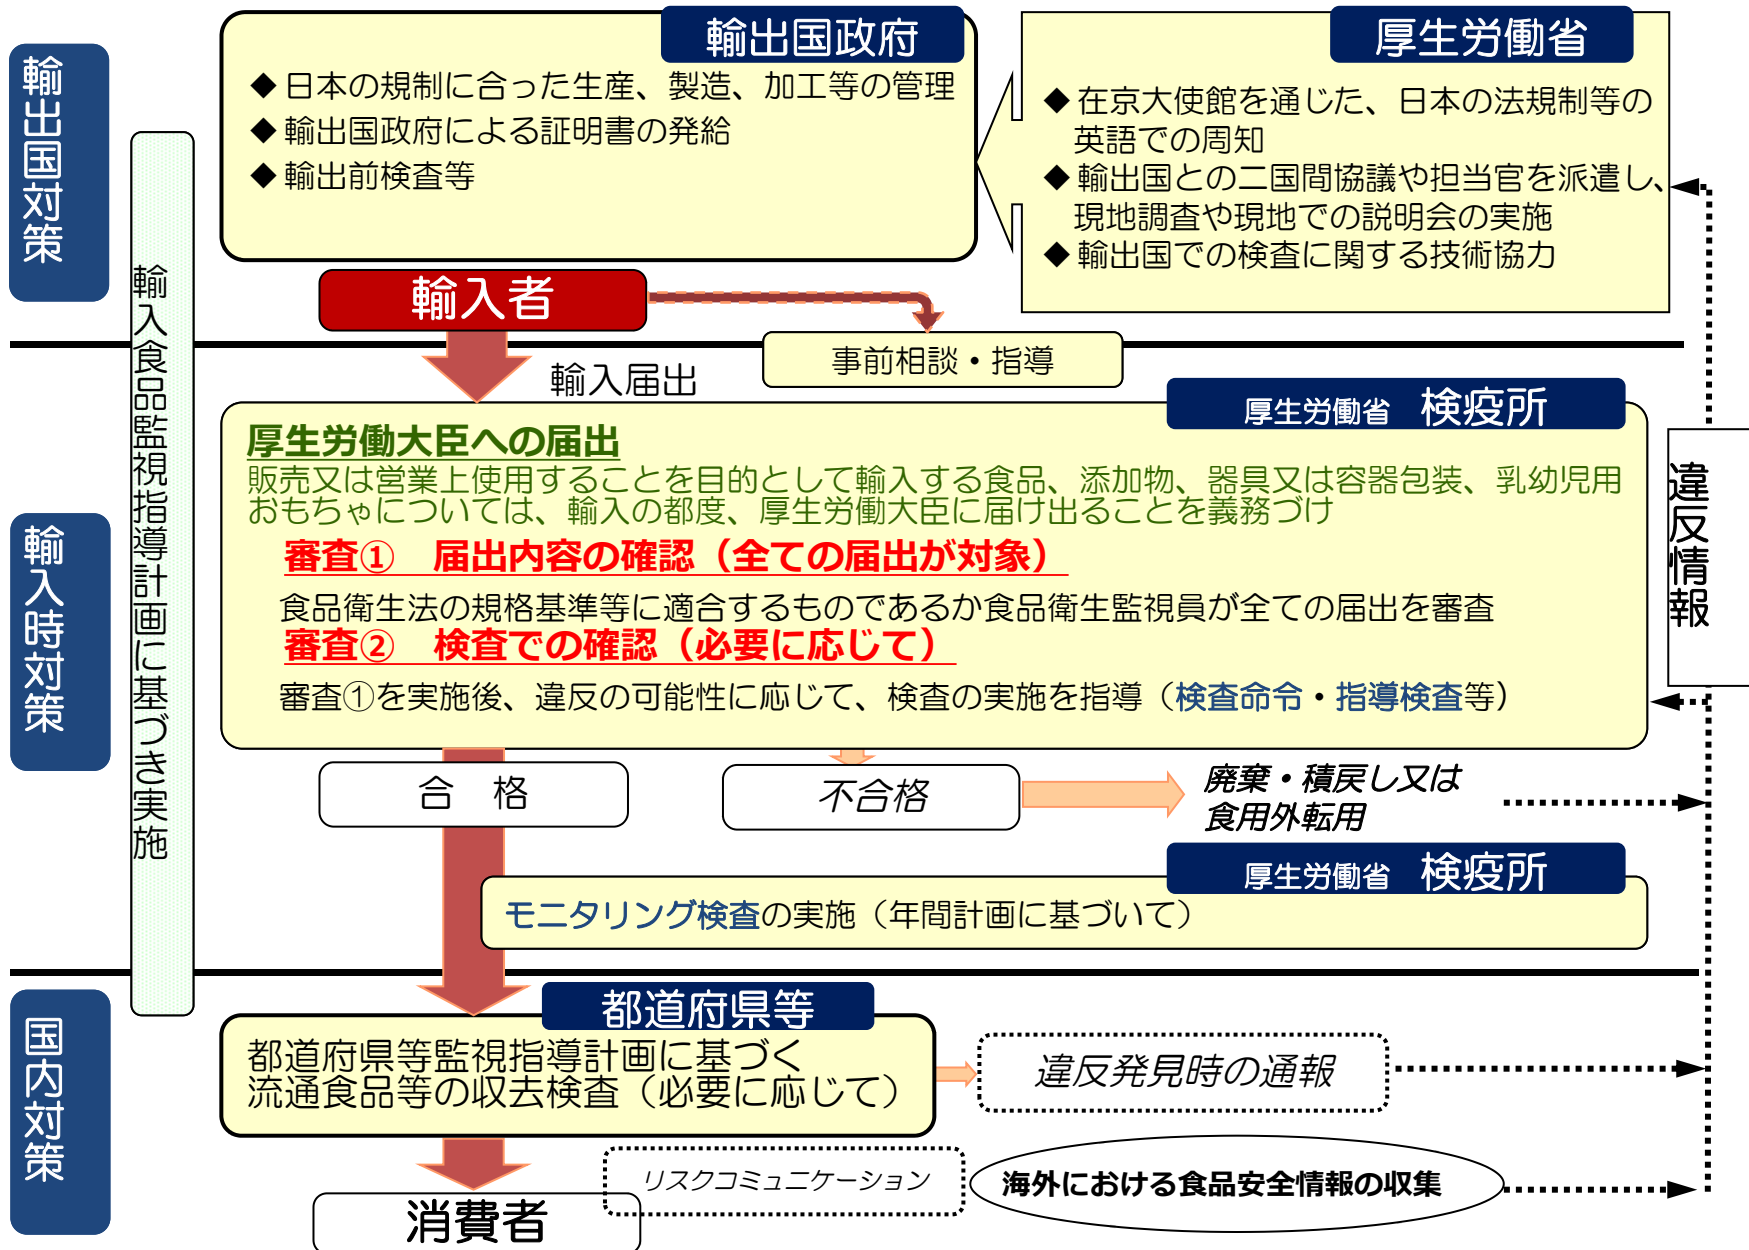 輸出国対策
輸出国政府
◆ 日本の規制に合った生産、製造、加工等の管理
◆ 輸出国政府による証明書の発給
◆ 輸出前検査等
厚生労働省
◆ 在京大使館を通じた、日本の法規制等の
英語での周知
◆ 輸出国との二国間協議や担当官を派遣し、
現地調査や現地での説明会の実施
◆ 輸出国での検査に関する技術協力
輸入食品監視指導計画に基づき実施
輸入者
事前相談・指導
輸入届出
輸入時対策
厚生労働省 検疫所
厚生労働大臣への届出
販売又は営業上使用することを目的として輸入する食品、添加物、器具又は容器包装、乳幼児用
おもちゃについては、輸入の都度、厚生労働大臣に届け出ることを義務づけ
審査① 届出内容の確認（全ての届出が対象）
食品衛生法の規格基準等に適合するものであるか食品衛生監視員が全ての届出を審査
審査② 検査での確認（必要に応じて）
審査①を実施後、違反の可能性に応じて、検査の実施を指導（検査命令・指導検査等）
違反情報
合 格
不合格
廃棄・積戻し又は
食用外転用
厚生労働省 検疫所
モニタリング検査の実施（年間計画に基づいて）
国内対策
都道府県等
都道府県等監視指導計画に基づく
流通食品等の収去検査（必要に応じて）
違反発見時の通報
リスクコミュニケーション
海外における食品安全情報の収集
消費者